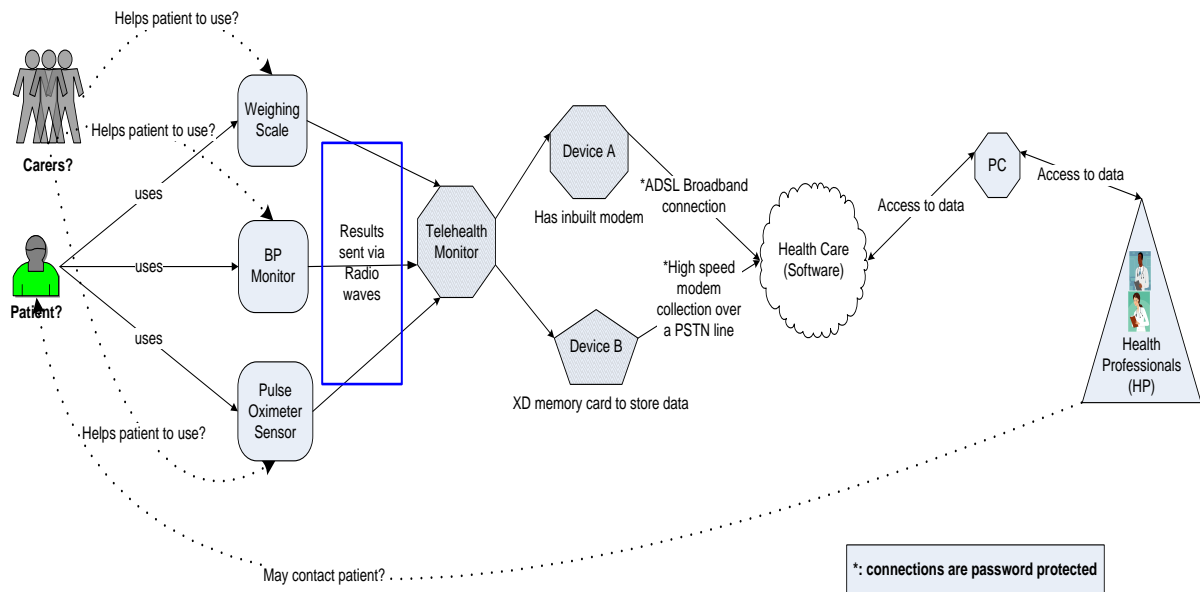 Helps patient to use?
Carers?
Helps patient to use?
Weighing
Scale
uses
Patient?
uses
BP
Monitor
uses
Pulse
Oximeter
Sensor
Helps patient to use?
Results
sent via
Radio
waves
Telehealth
Monitor
Device A
Has inbuilt modem
*ADSL Broadband
connection
Device B
XD memory card to store data
*High speed
modem
collection over
a PSTN line
Health Care
(Software)
Access to data
PC
Access to data
Health
Professionals
(HP)
May contact patient?
*: connections are password protected